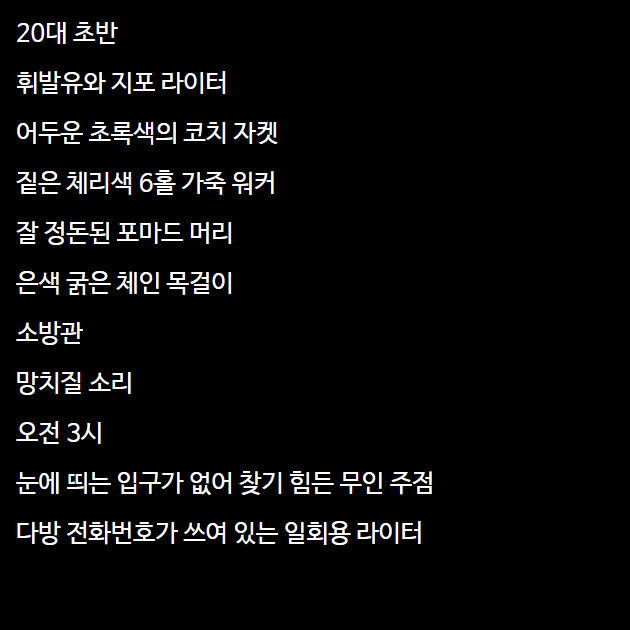 20대 초반
휘발유와 지포 라이터
어두운 초록색의 코치 자켓
짙은 체리색 6홀 가죽 워커
잘 정돈된 포마드 머리
은색 굵은 체인 목걸이
소방관
망치질 소리
오전 3시
눈에 띄는 입구가 없어 찾기 힘든 무인 주점
다방 전화번호가 쓰여 있는 일회용 라이터